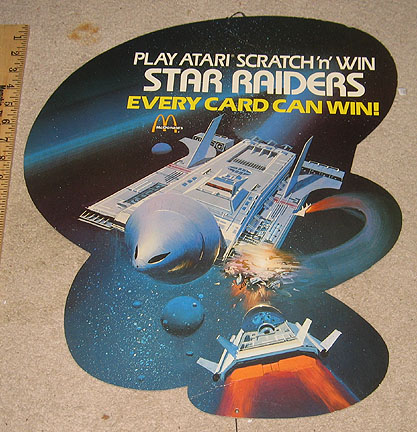 PLAY ATARI® SCRATCH 'n' WIN
STAR RAIDERS
EVERY CARD CAN WIN!
McDonald's